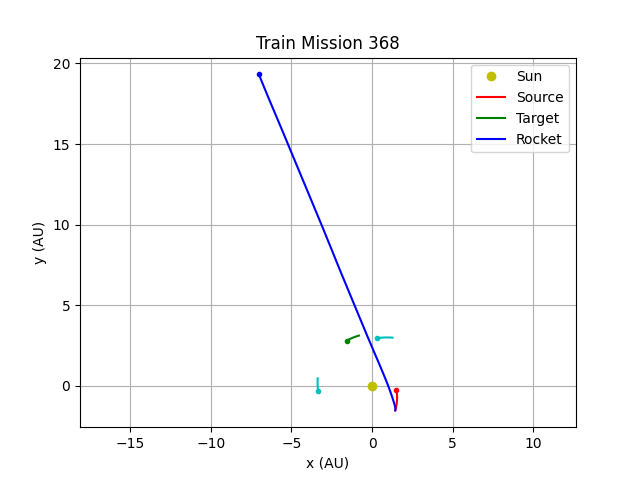 Train Mission 368
Sun
Source
Target
Rocket
20
15
10
5
0
−15
−10
−5
0
5
10
x (AU)
y (AU)